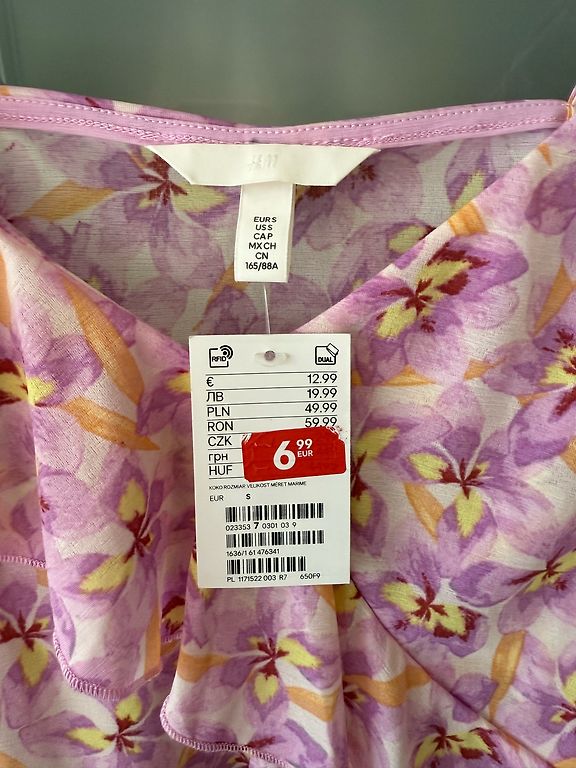 H&M
EUR S
US S
CA P
MX CH
CN
165/88A
RFID
DUAL
€ 12.99
ЛВ 19.99
PLN 49.99
RON 59.99
CZK
грн
HUF
6.99
EUR
KOKO ROZMIAR VELIKOST MÉRET MĂRIME
EUR S
023353 7 0301 03 9
1636/1 61 476341
PL 1171522 003 R7 650F9